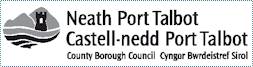 Neath Port Talbot
Castell-nedd Port Talbot
County Borough Council Cyngor Bwrdeistref Sirol